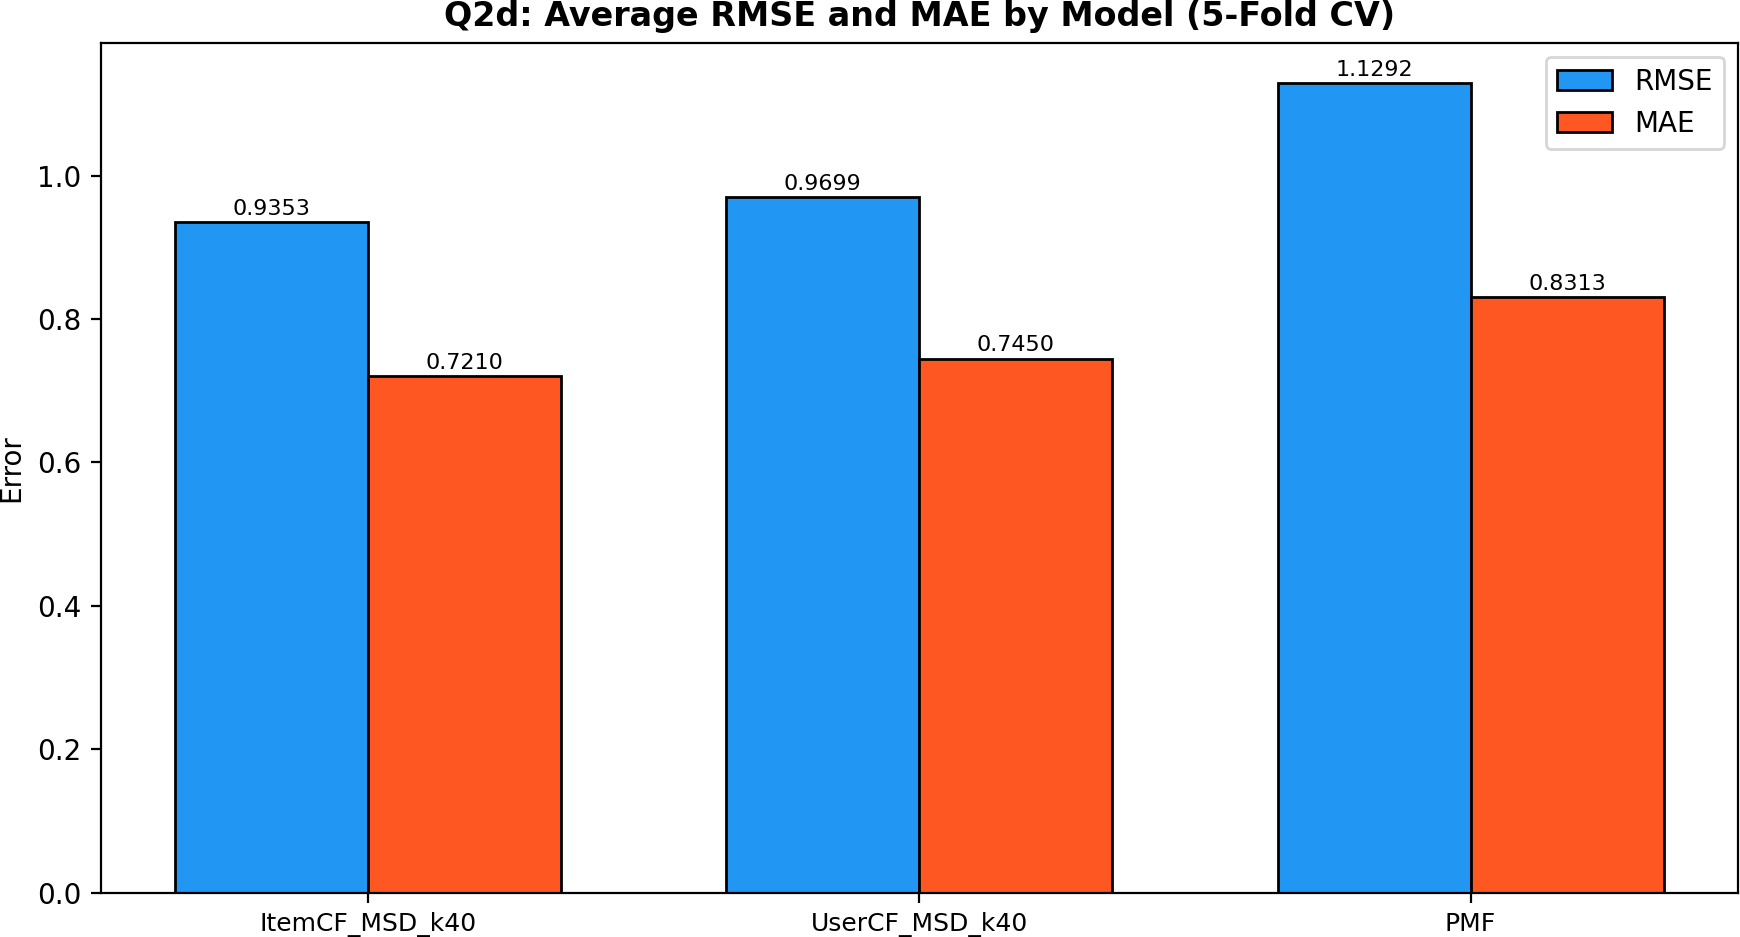 Q2d: Average RMSE and MAE by Model (5-Fold CV)
RMSE
MAE
Error
1.0
0.8
0.6
0.4
0.2
0.0
0.9353
0.7210
0.9699
0.7450
1.1292
0.8313
ItemCF_MSD_k40
UserCF_MSD_k40
PMF